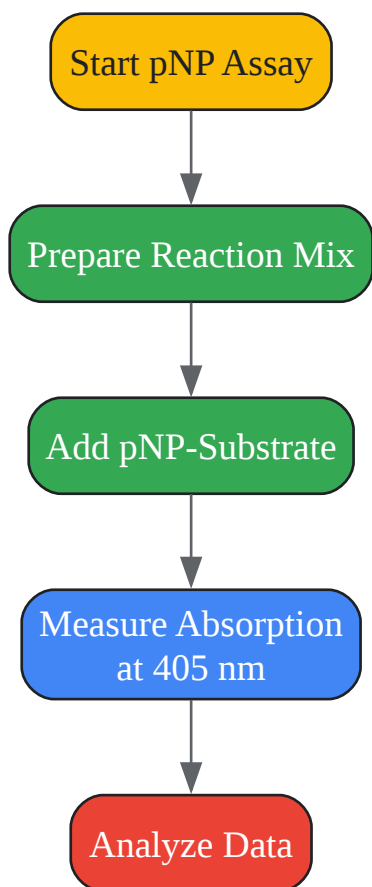 Start pNP Assay
Prepare Reaction Mix
Add pNP-Substrate
Measure Absorption
at 405 nm
Analyze Data